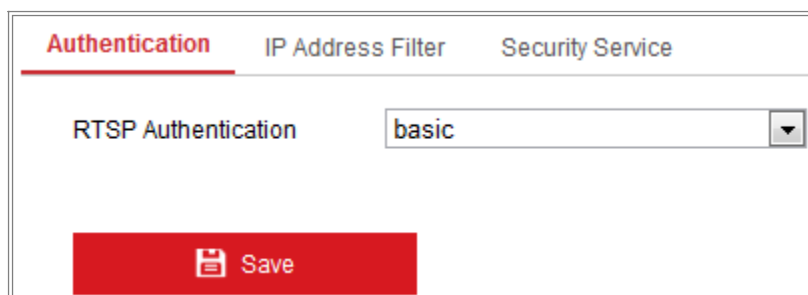 Authentication IP Address Filter Security Service
RTSP Authentication basic
Save